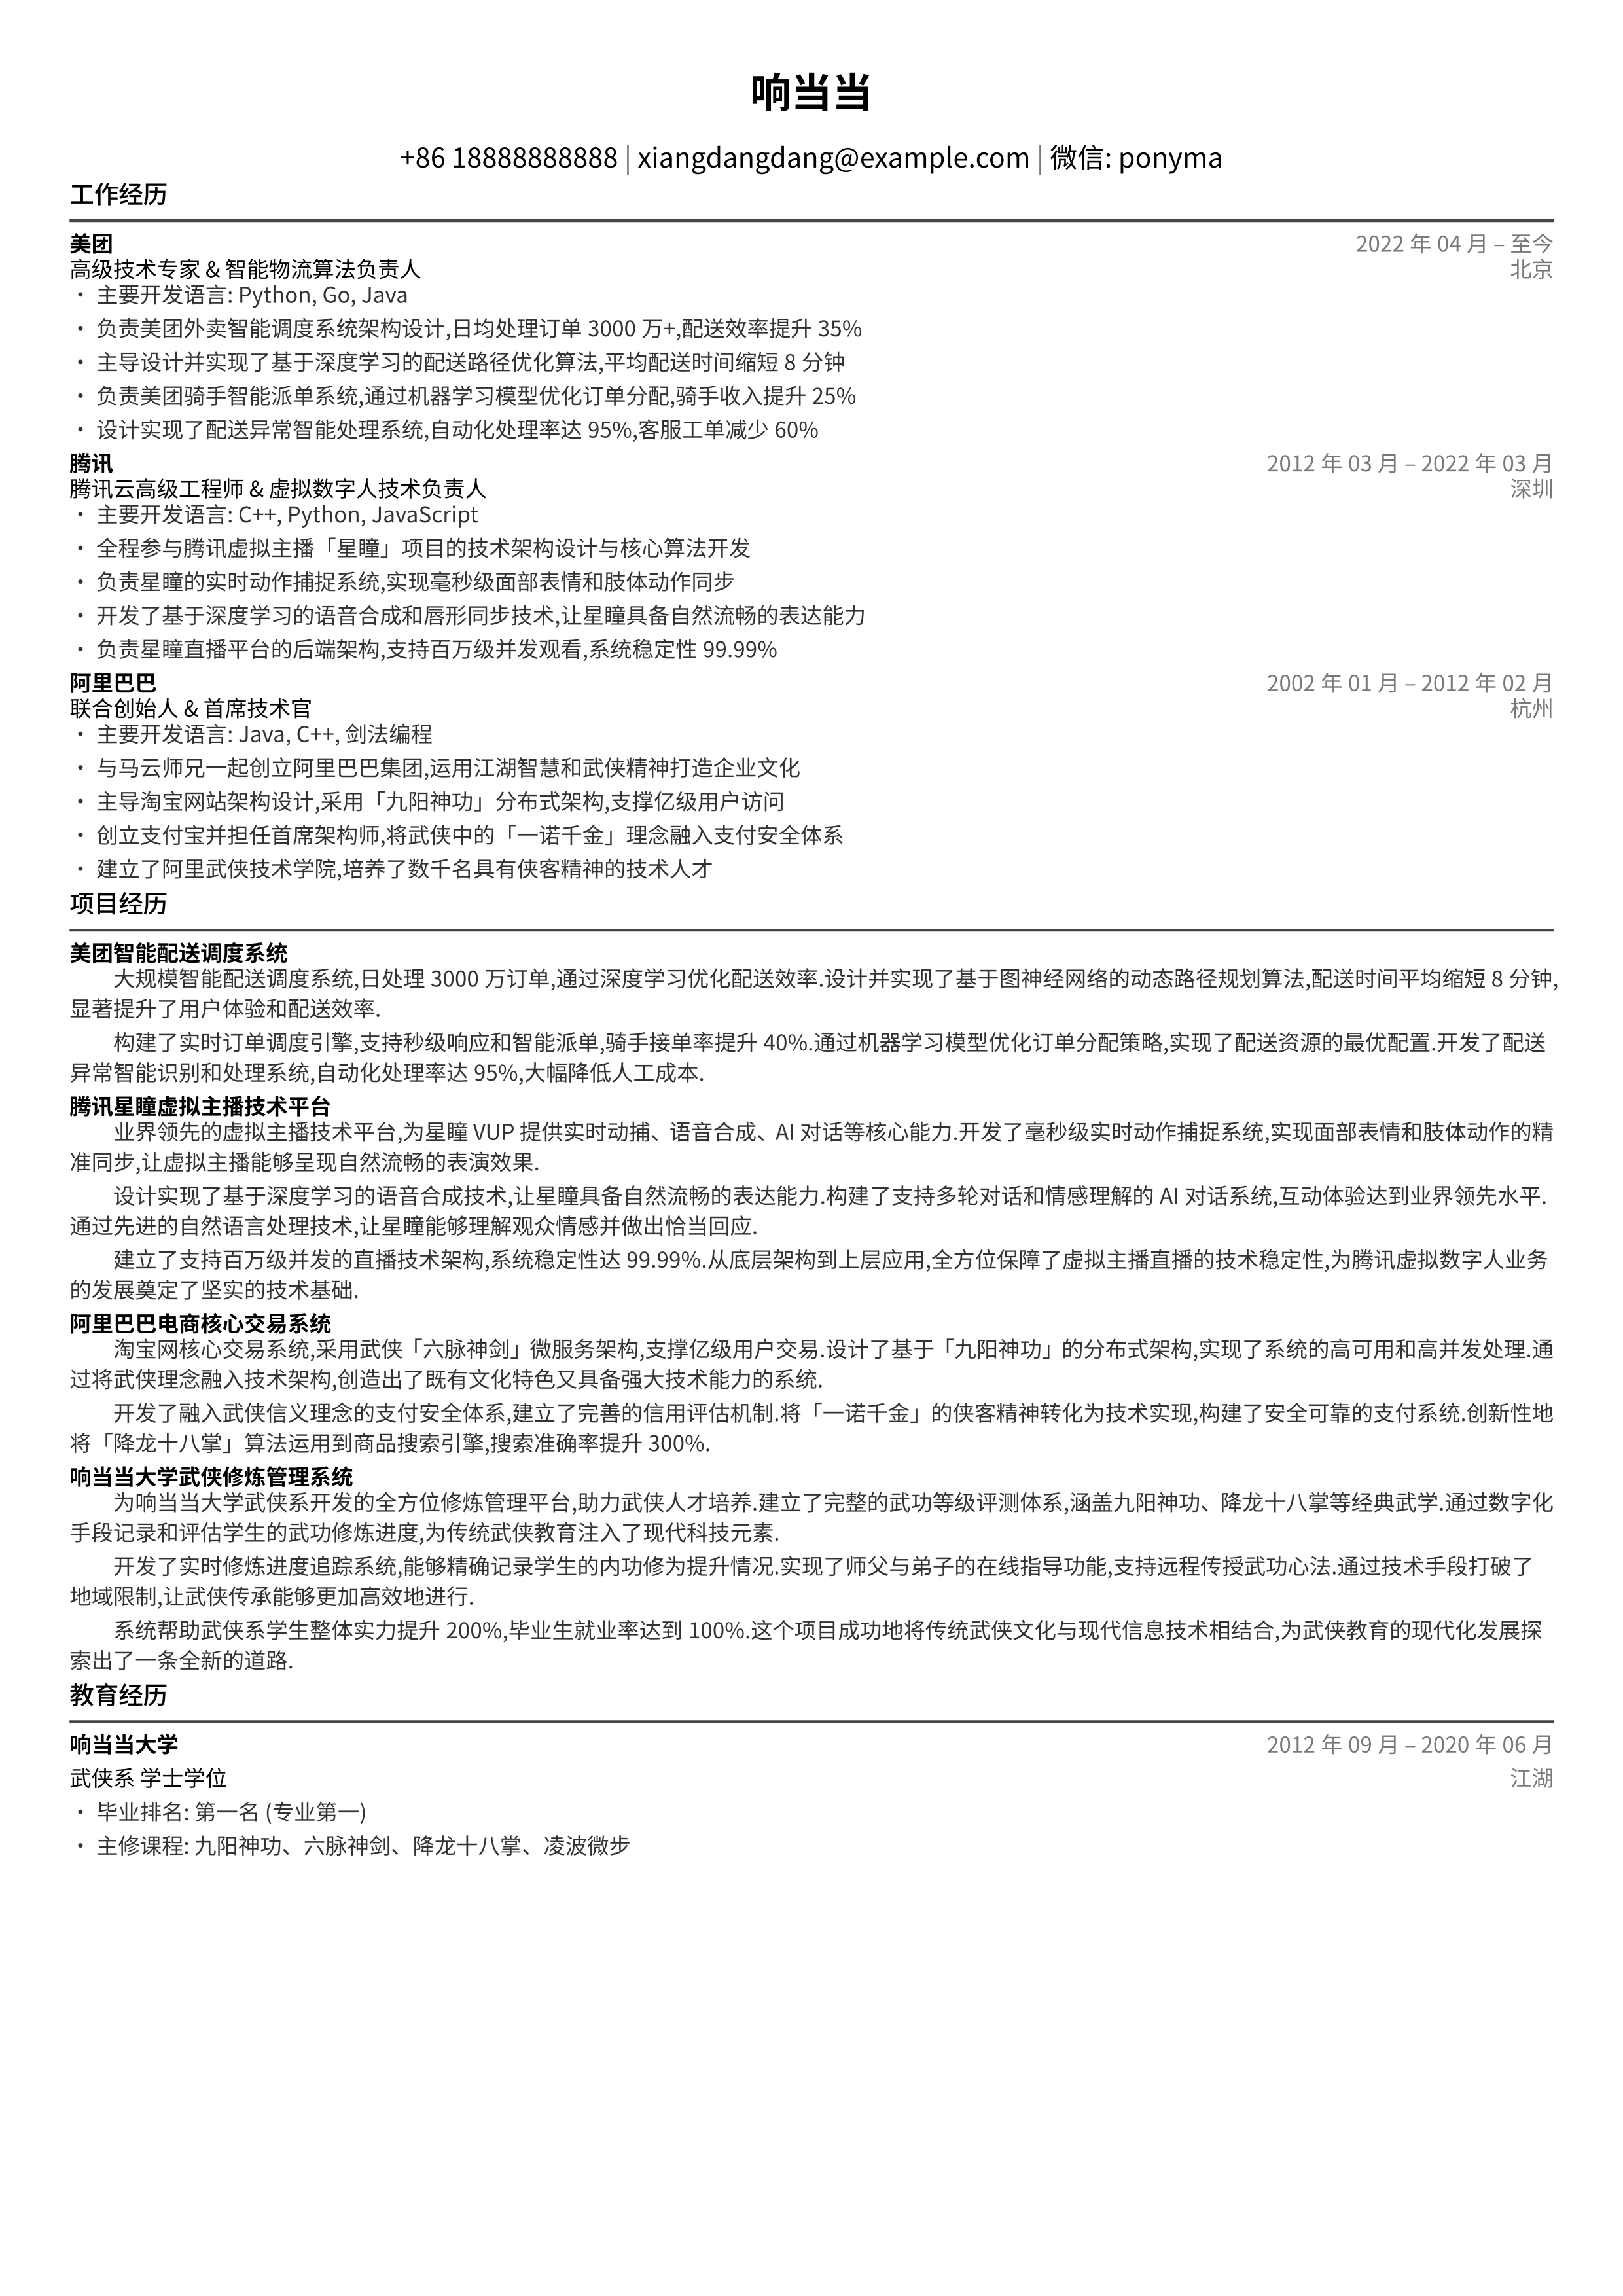 响当当
+86 18888888888 | xiangdangdang@example.com | 微信: ponyma
工作经历
美团 2022 年 04 月 – 至今
高级技术专家 & 智能物流算法负责人 北京
• 主要开发语言: Python, Go, Java
• 负责美团外卖智能调度系统架构设计,日均处理订单 3000 万+,配送效率提升 35%
• 主导设计并实现了基于深度学习的配送路径优化算法,平均配送时间缩短 8 分钟
• 负责美团骑手智能派单系统,通过机器学习模型优化订单分配,骑手收入提升 25%
• 设计实现了配送异常智能处理系统,自动化处理率达 95%,客服工单减少 60%
腾讯 2012 年 03 月 – 2022 年 03 月
腾讯云高级工程师 & 虚拟数字人技术负责人 深圳
• 主要开发语言: C++, Python, JavaScript
• 全程参与腾讯虚拟主播「星瞳」项目的技术架构设计与核心算法开发
• 负责星瞳的实时动作捕捉系统,实现毫秒级面部表情和肢体动作同步
• 开发了基于深度学习的语音合成和唇形同步技术,让星瞳具备自然流畅的表达能力
• 负责星瞳直播平台的后端架构,支持百万级并发观看,系统稳定性 99.99%
阿里巴巴 2002 年 01 月 – 2012 年 02 月
联合创始人 & 首席技术官 杭州
• 主要开发语言: Java, C++, 剑法编程
• 与马云师兄一起创立阿里巴巴集团,运用江湖智慧和武侠精神打造企业文化
• 主导淘宝网站架构设计,采用「九阳神功」分布式架构,支撑亿级用户访问
• 创立支付宝并担任首席架构师,将武侠中的「一诺千金」理念融入支付安全体系
• 建立了阿里武侠技术学院,培养了数千名具有侠客精神的技术人才
项目经历
美团智能配送调度系统
大规模智能配送调度系统,日处理 3000 万订单,通过深度学习优化配送效率.设计并实现了基于图神经网络的动态路径规划算法,配送时间平均缩短 8 分钟,
显著提升了用户体验和配送效率.
构建了实时订单调度引擎,支持秒级响应和智能派单,骑手接单率提升 40%.通过机器学习模型优化订单分配策略,实现了配送资源的最优配置.开发了配送
异常智能识别和处理系统,自动化处理率达 95%,大幅降低人工成本.
腾讯星瞳虚拟主播技术平台
业界领先的虚拟主播技术平台,为星瞳 VUP 提供实时动捕、语音合成、AI 对话等核心能力.开发了毫秒级实时动作捕捉系统,实现面部表情和肢体动作的精
准同步,让虚拟主播能够呈现自然流畅的表演效果.
设计实现了基于深度学习的语音合成技术,让星瞳具备自然流畅的表达能力.构建了支持多轮对话和情感理解的 AI 对话系统,互动体验达到业界领先水平.
通过先进的自然语言处理技术,让星瞳能够理解观众情感并做出恰当回应.
建立了支持百万级并发的直播技术架构,系统稳定性达 99.99%.从底层架构到上层应用,全方位保障了虚拟主播直播的技术稳定性,为腾讯虚拟数字人业务
的发展奠定了坚实的技术基础.
阿里巴巴电商核心交易系统
淘宝网核心交易系统,采用武侠「六脉神剑」微服务架构,支撑亿级用户交易.设计了基于「九阳神功」的分布式架构,实现了系统的高可用和高并发处理.通
过将武侠理念融入技术架构,创造出了既有文化特色又具备强大技术能力的系统.
开发了融入武侠信义理念的支付安全体系,建立了完善的信用评估机制.将「一诺千金」的侠客精神转化为技术实现,构建了安全可靠的支付系统.创新性地
将「降龙十八掌」算法运用到商品搜索引擎,搜索准确率提升 300%.
响当当大学武侠修炼管理系统
为响当当大学武侠系开发的全方位修炼管理平台,助力武侠人才培养.建立了完整的武功等级评测体系,涵盖九阳神功、降龙十八掌等经典武学.通过数字化
手段记录和评估学生的武功修炼进度,为传统武侠教育注入了现代科技元素.
开发了实时修炼进度追踪系统,能够精确记录学生的内功修为提升情况.实现了师父与弟子的在线指导功能,支持远程传授武功心法.通过技术手段打破了
地域限制,让武侠传承能够更加高效地进行.
系统帮助武侠系学生整体实力提升 200%,毕业生就业率达到 100%.这个项目成功地将传统武侠文化与现代信息技术相结合,为武侠教育的现代化发展探
索出了一条全新的道路.
教育经历
响当当大学 2012 年 09 月 – 2020 年 06 月
武侠系 学士学位 江湖
• 毕业排名: 第一名 (专业第一)
• 主修课程: 九阳神功、六脉神剑、降龙十八掌、凌波微步